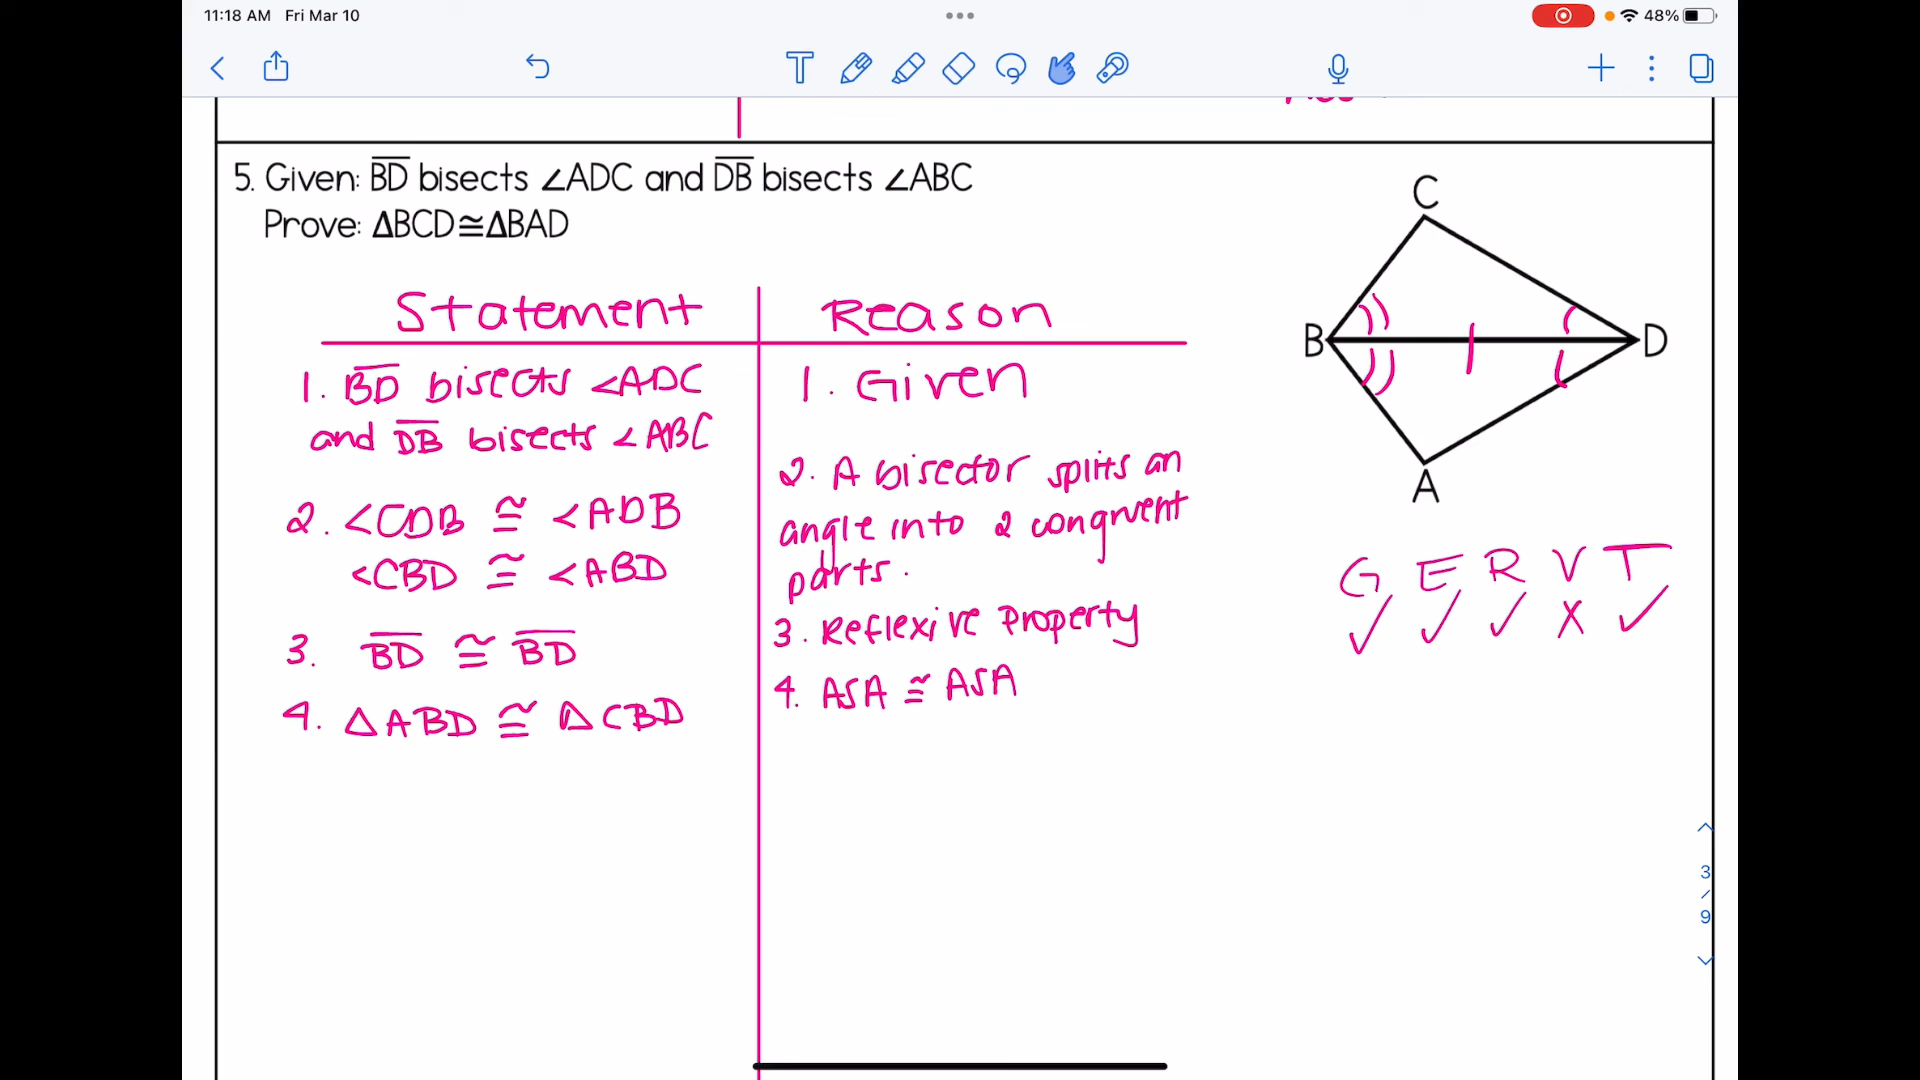 11:18 AM Fri Mar 10
48%
5. Given: BD bisects ∠ADC and DB bisects ∠ABC
Prove: ΔBCD≅ΔBAD
Statement
Reason
1. BD bisects <ADC
and DB bisects <ABC
1. Given
2. <CDB ≅ <ADB
<CBD ≅ <ABD
2. A bisector splits an
angle into 2 congruent
parts.
3. BD ≅ BD
3. Reflexive Property
4. △ABD ≅ △CBD
4. ASA ≅ ASA
C
B
D
A
G E R V T
✓ ✓ ✓ X ✓
3
/
9